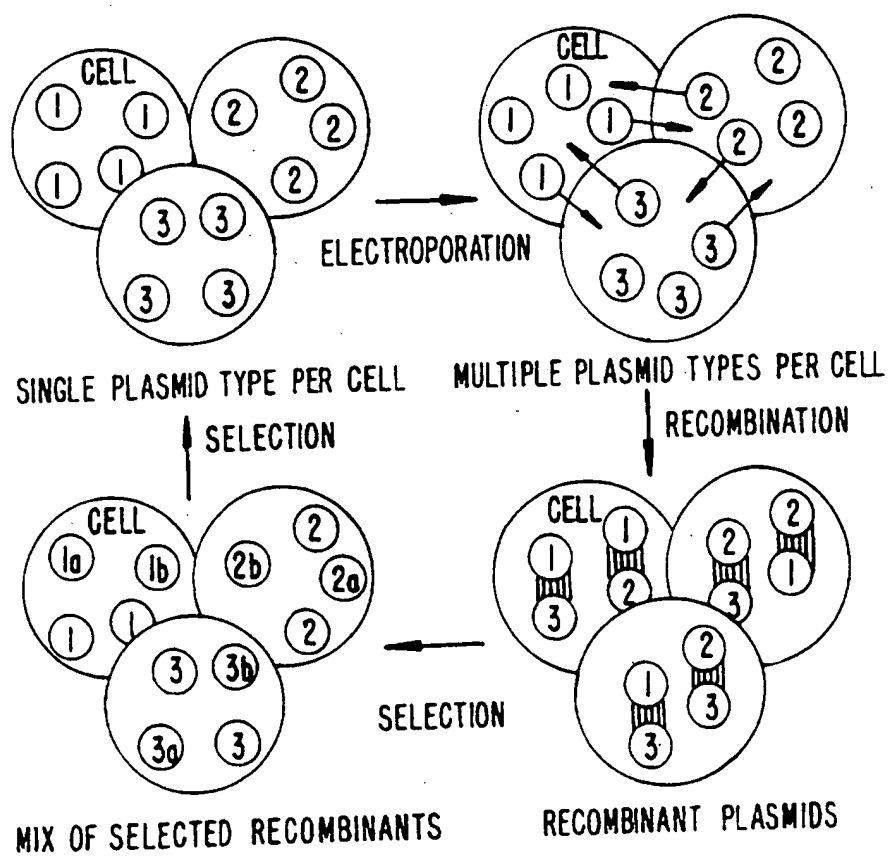 CELL
1
1
1
1
1
2
2
2
2
3
3
3
3
ELECTROPORATION
CELL
1
1
1
1
2
2
2
2
3
3
3
3
SINGLE PLASMID TYPE PER CELL
MULTIPLE PLASMID TYPES PER CELL
SELECTION
RECOMBINATION
CELL
1a
1b
1
1
2
2b
2a
2
3
3b
3a
3
SELECTION
CELL
1
3
1
2
2
3
2
1
1
3
2
3
MIX OF SELECTED RECOMBINANTS
RECOMBINANT PLASMIDS